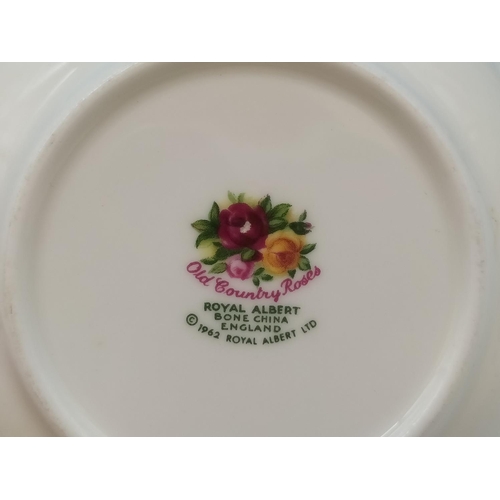 Old Country Roses
ROYAL ALBERT
BONE CHINA
ENGLAND
© 1962 ROYAL ALBERT LTD